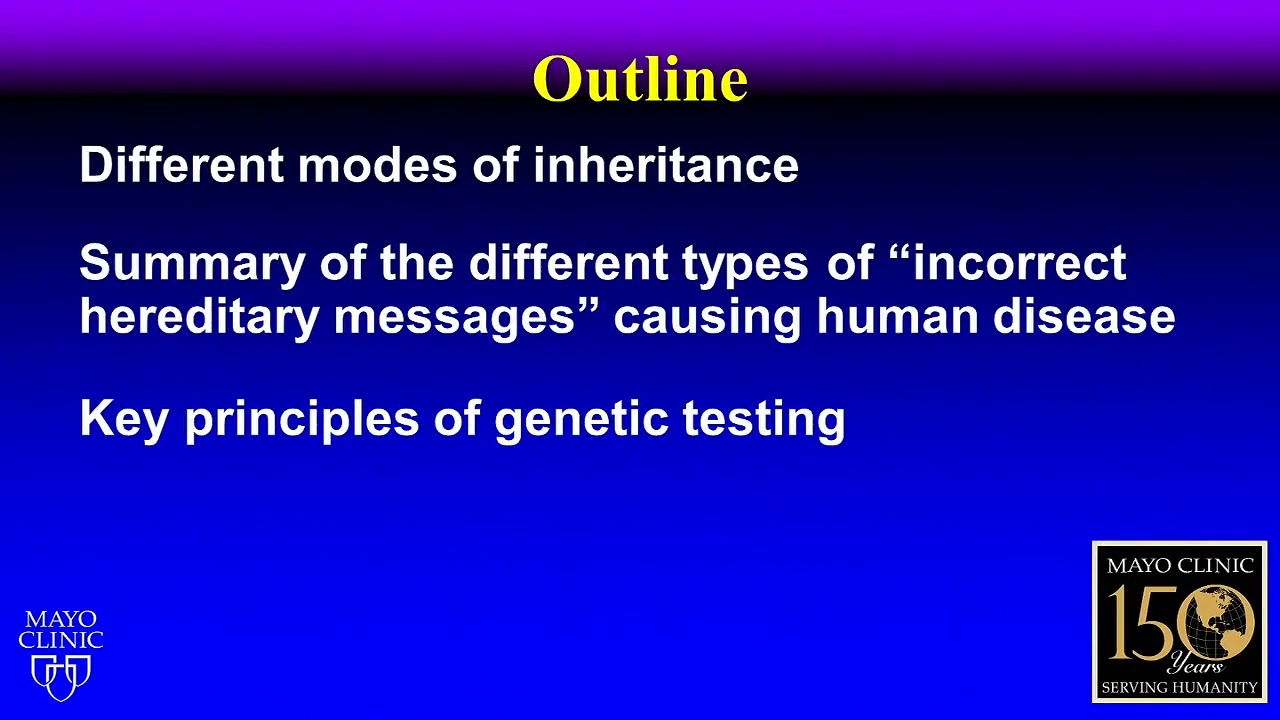 Outline
Different modes of inheritance
Summary of the different types of “incorrect
hereditary messages” causing human disease
Key principles of genetic testing
MAYO
CLINIC
MAYO CLINIC
150
Years
SERVING HUMANITY